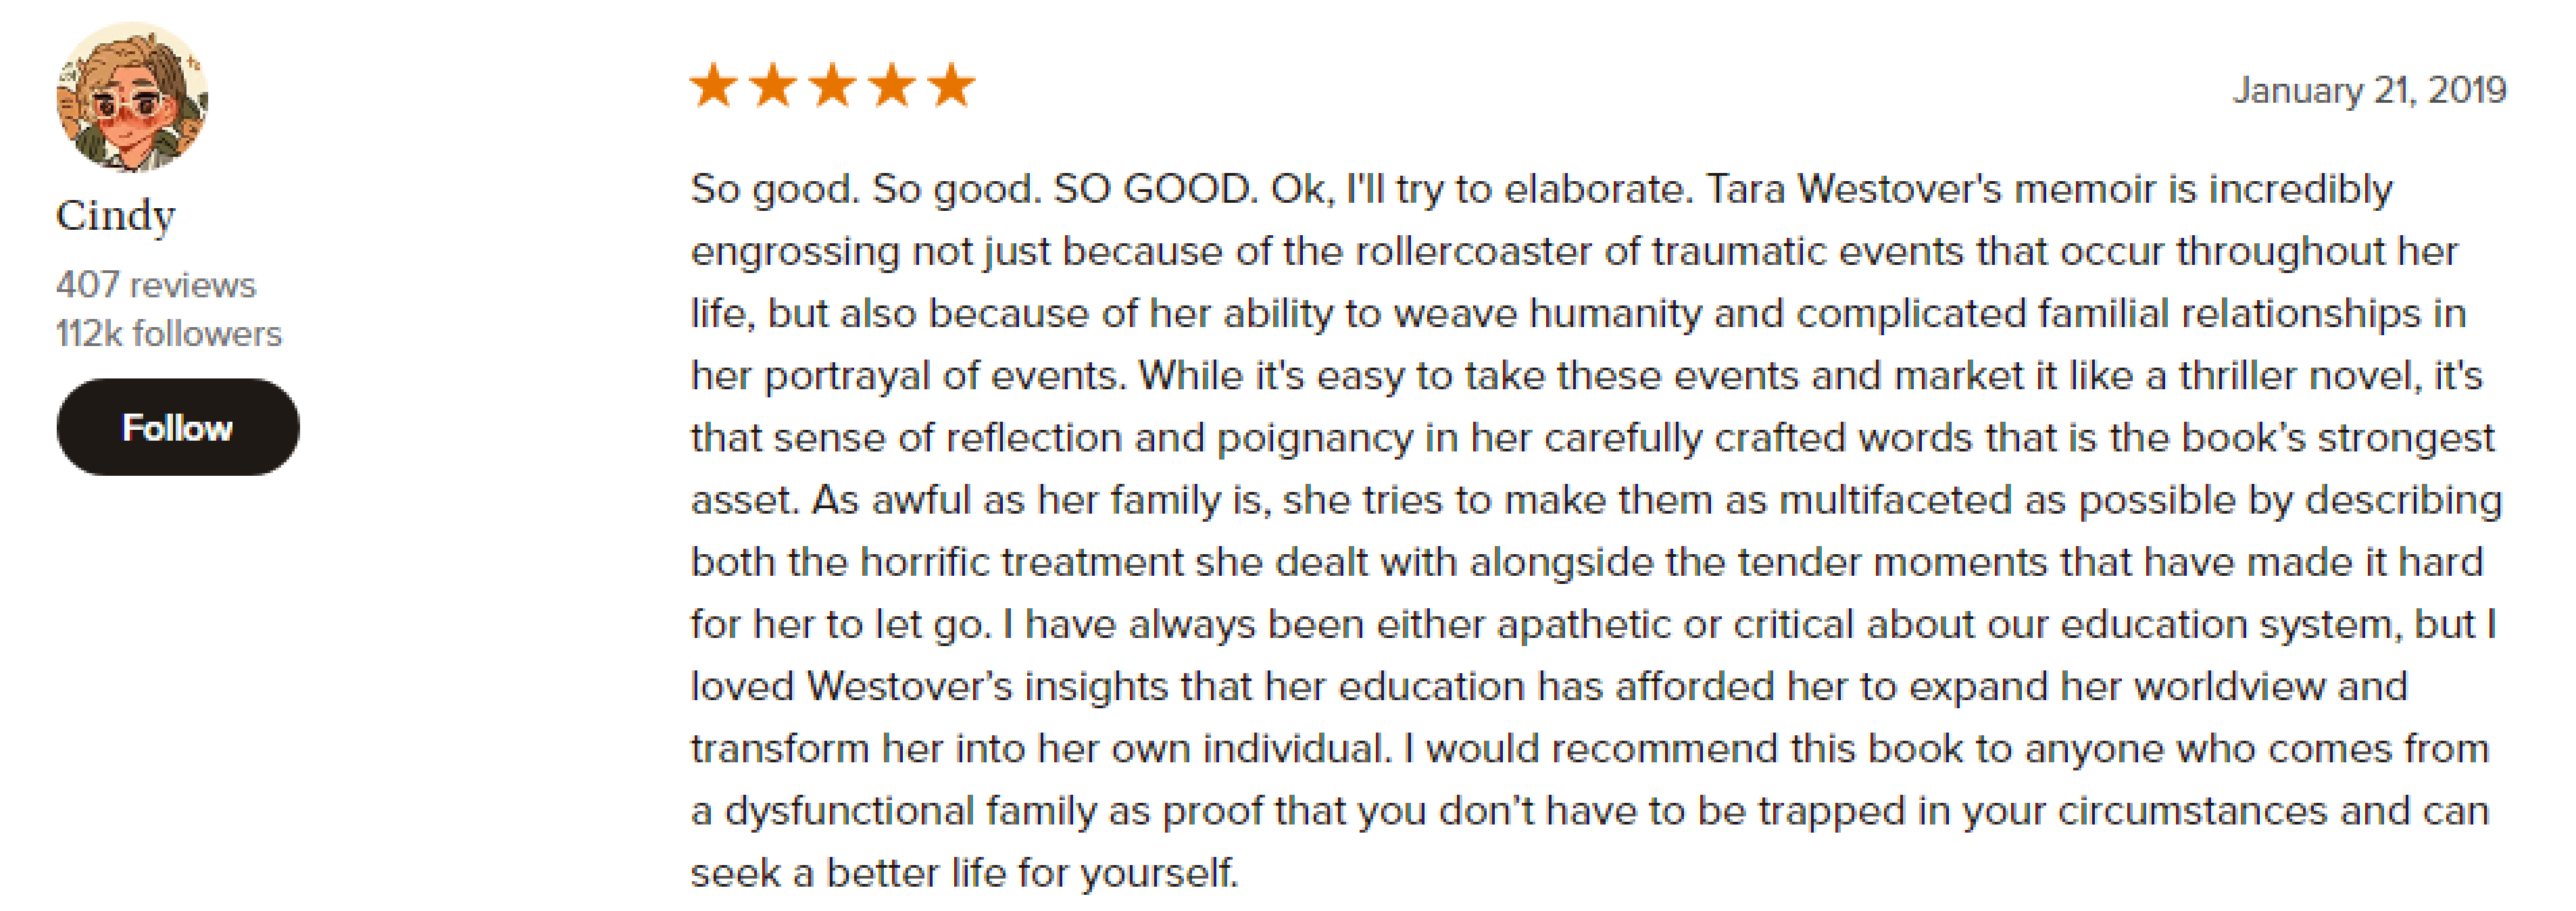 Cindy
407 reviews
112k followers
Follow
January 21, 2019
So good. So good. SO GOOD. Ok, I'll try to elaborate. Tara Westover's memoir is incredibly
engrossing not just because of the rollercoaster of traumatic events that occur throughout her
life, but also because of her ability to weave humanity and complicated familial relationships in
her portrayal of events. While it's easy to take these events and market it like a thriller novel, it's
that sense of reflection and poignancy in her carefully crafted words that is the book’s strongest
asset. As awful as her family is, she tries to make them as multifaceted as possible by describing
both the horrific treatment she dealt with alongside the tender moments that have made it hard
for her to let go. I have always been either apathetic or critical about our education system, but I
loved Westover’s insights that her education has afforded her to expand her worldview and
transform her into her own individual. I would recommend this book to anyone who comes from
a dysfunctional family as proof that you don’t have to be trapped in your circumstances and can
seek a better life for yourself.